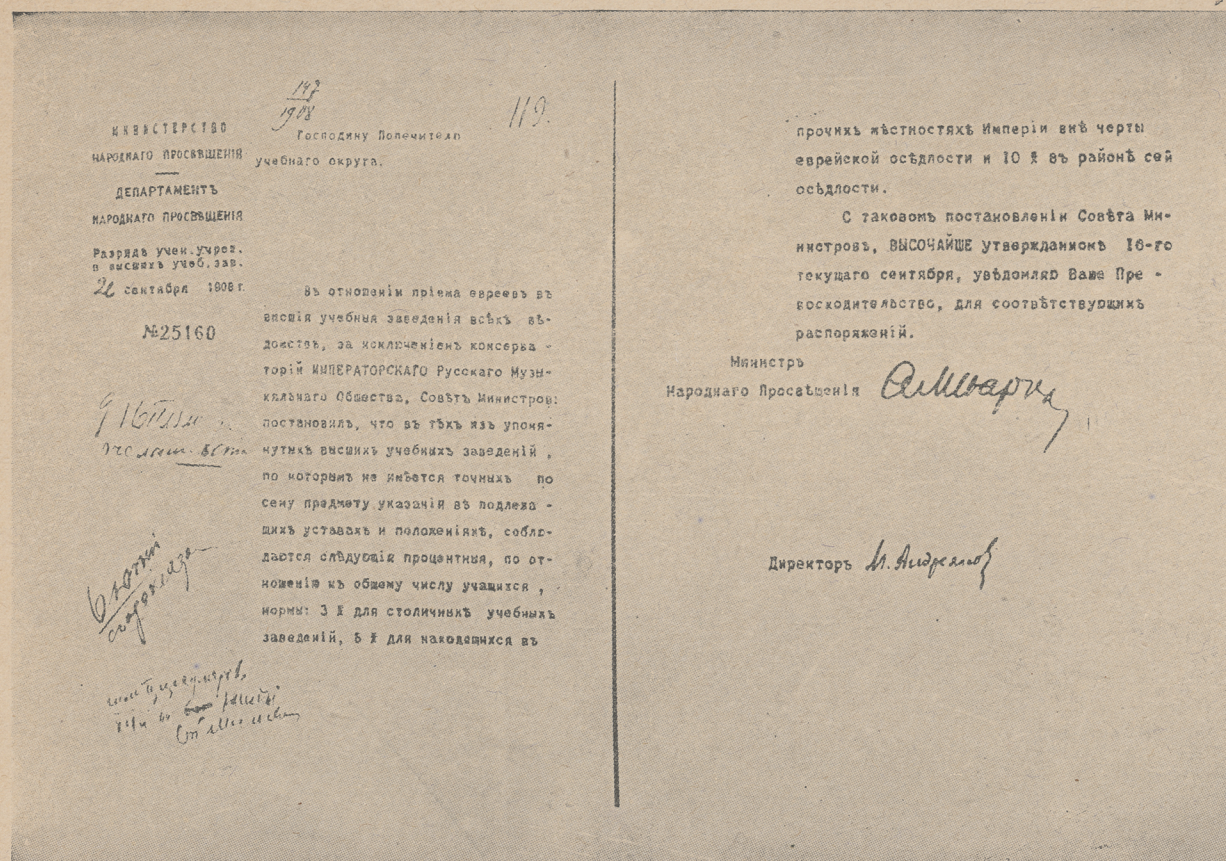 147
1908
119.
МИНИСТЕРСТВО
НАРОДНАГО ПРОСВѢЩЕНІЯ
ДЕПАРТАМЕНТЪ
НАРОДНАГО ПРОСВѢЩЕНІЯ
Разрядъ учен.учреж.
и высшихъ учеб.зав.
сентября 1908 г.
№25160
Господину Попечителю
учебнаго округа.
Въ отношеніи пріема евреевъ въ
высшія учебныя заведенія всѣхъ вѣ-
домствъ, за исключеніемъ консерва -
торій ИМПЕРАТОРСКАГО Русскаго Музы-
кальнаго Общества, Совѣтъ Министровъ
постановилъ, что въ тѣхъ изъ упомя-
нутыхъ высшихъ учебныхъ заведеній ,
по которымъ не имѣется точныхъ по
сему предмету указаній въ подлежа -
щихъ уставахъ и положеніяхъ, соблю-
даются слѣдующія процентныя, по от-
ношенію къ общему числу учащихся ,
нормы: 3 % для столичныхъ учебныхъ
заведеній, 5 % для находящихся въ
прочихъ мѣстностяхъ Имперіи внѣ черты
еврейской осѣдлости и 10 % въ районѣ сей
осѣдлости.
О таковомъ постановленіи Совѣта Ми-
нистровъ, ВЫСОЧАЙШЕ утвержденномъ 16-го
текущаго сентября, увѣдомляю Ваше Пре -
восходительство, для соотвѣтствующихъ
распоряженій.
Министръ
Народнаго Просвѣщенія АШварцъ
Директоръ